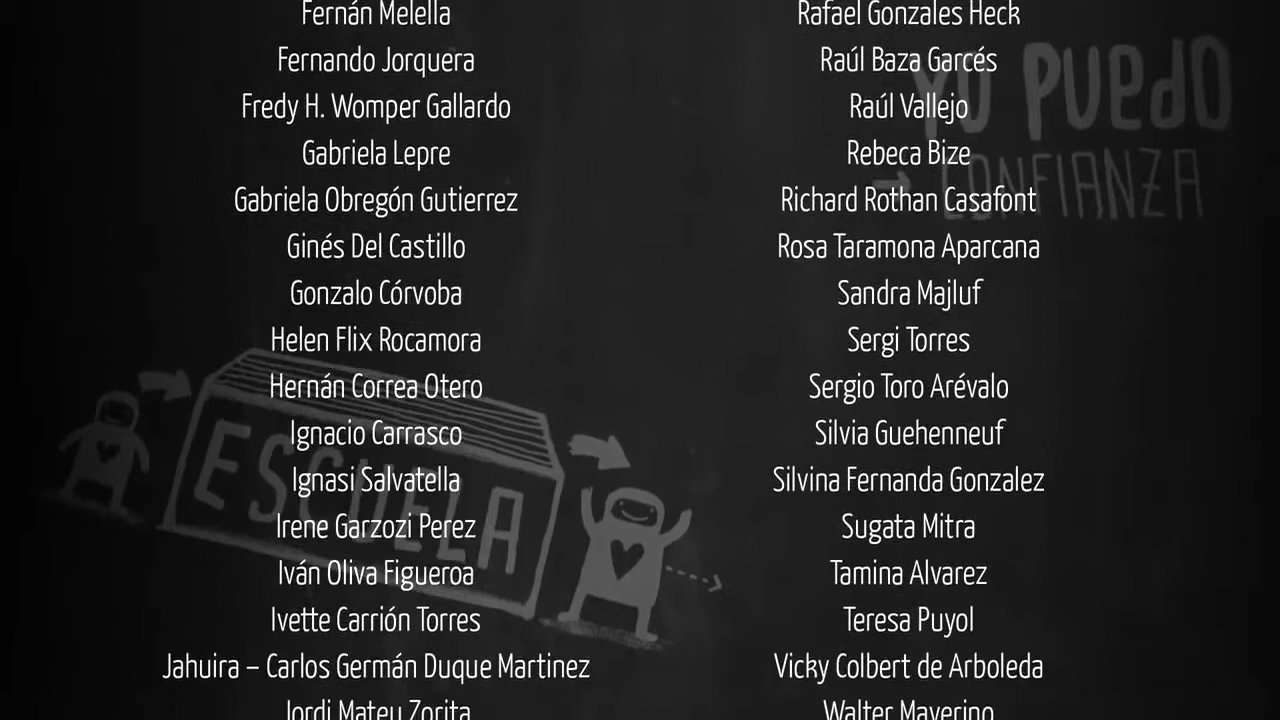 Fernán Melella
Fernando Jorquera
Fredy H. Womper Gallardo
Gabriela Lepre
Gabriela Obregón Gutierrez
Ginés Del Castillo
Gonzalo Córvoba
Helen Flix Rocamora
Hernán Correa Otero
Ignacio Carrasco
Ignasi Salvatella
Irene Garzozi Perez
Iván Oliva Figueroa
Ivette Carrión Torres
Jahuira – Carlos Germán Duque Martinez
Jordi Mateu Zorita
Rafael Gonzales Heck
Raúl Baza Garcés
Raúl Vallejo
Rebeca Bize
Richard Rothan Casafont
Rosa Taramona Aparcana
Sandra Majluf
Sergi Torres
Sergio Toro Arévalo
Silvia Guehenneuf
Silvina Fernanda Gonzalez
Sugata Mitra
Tamina Alvarez
Teresa Puyol
Vicky Colbert de Arboleda
Walter Maverino
YO PUEdO
CONFIANZA
ESCUELA